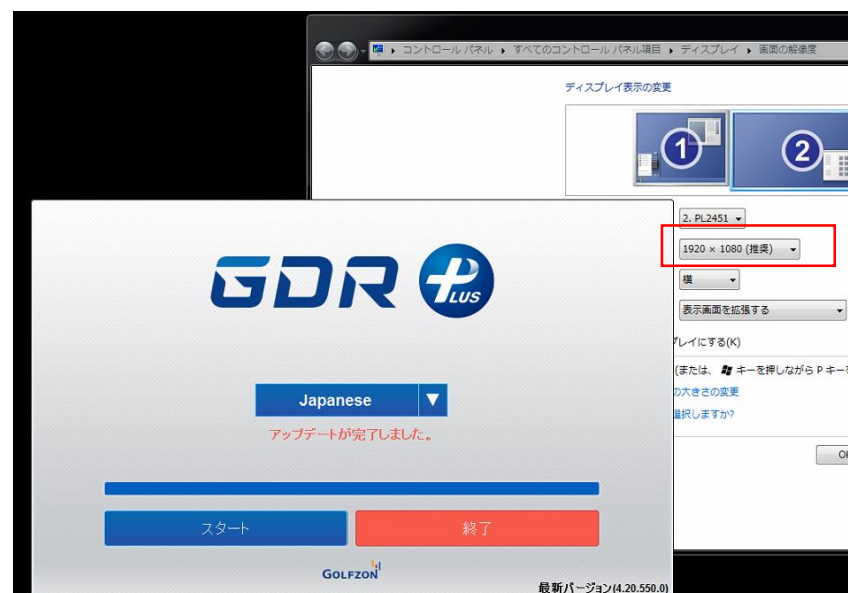 コントロール パネル ▸ すべてのコントロール パネル項目 ▸ ディスプレイ ▸ 画面の解像度
ディスプレイ表示の変更
1
2
2. PL2451
1920 × 1080 (推奨)
横
表示画面を拡張する
プレイにする(K)
(または、 キーを押しながら P キーを
の大きさの変更
選択しますか?
OK
GDR PLUS
Japanese
アップデートが完了しました。
スタート
終了
GOLFZON
最新バージョン(4.20.550.0)